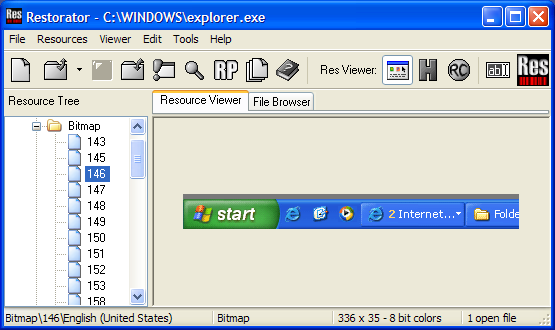 Res
Restorator - C:\WINDOWS\explorer.exe
File Resources Viewer Edit Tools Help
RP Res Viewer: H RC ab Res
Resource Tree
Resource Viewer File Browser
Bitmap
143
145
146
147
148
149
150
151
152
153
158
start 2 Internet... Folde
Bitmap\146\English (United States) Bitmap 336 x 35 - 8 bit colors 1 open file